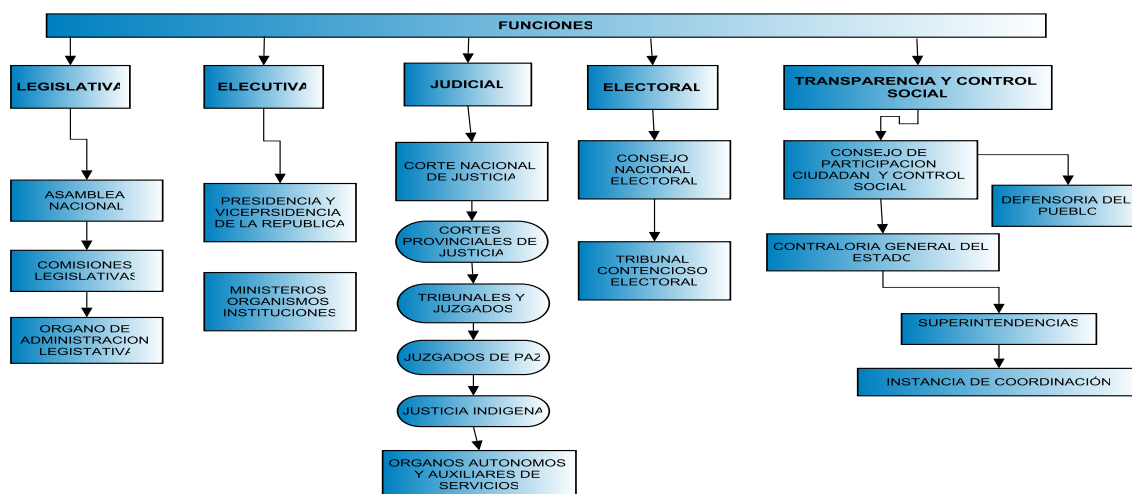 FUNCIONES
LEGISLATIVA
ASAMBLEA
NACIONAL
COMISIONES
LEGISLATIVAS
ORGANO DE
ADMINISTRACION
LEGISTATIVA
ELECUTIVA
PRESIDENCIA Y
VICEPRSIDENCIA
DE LA REPUBLICA
MINISTERIOS
ORGANISMOS
INSTITUCIONES
JUDICIAL
CORTE NACIONAL
DE JUSTICIA
CORTES
PROVINCIALES DE
JUSTICIA
TRIBUNALES Y
JUZGADOS
JUZGADOS DE PAZ
JUSTICIA INDIGENA
ORGANOS AUTONOMOS
Y AUXILIARES DE
SERVICIOS
ELECTORAL
CONSEJO
NACIONAL
ELECTORAL
TRIBUNAL
CONTENCIOSO
ELECTORAL
TRANSPARENCIA Y CONTROL
SOCIAL
CONSEJO DE
PARTICIPACION
CIUDADAN Y CONTROL
SOCIAL
DEFENSORIA DEL
PUEBLO
CONTRALORIA GENERAL DEL
ESTADO
SUPERINTENDENCIAS
INSTANCIA DE COORDINACIÓN